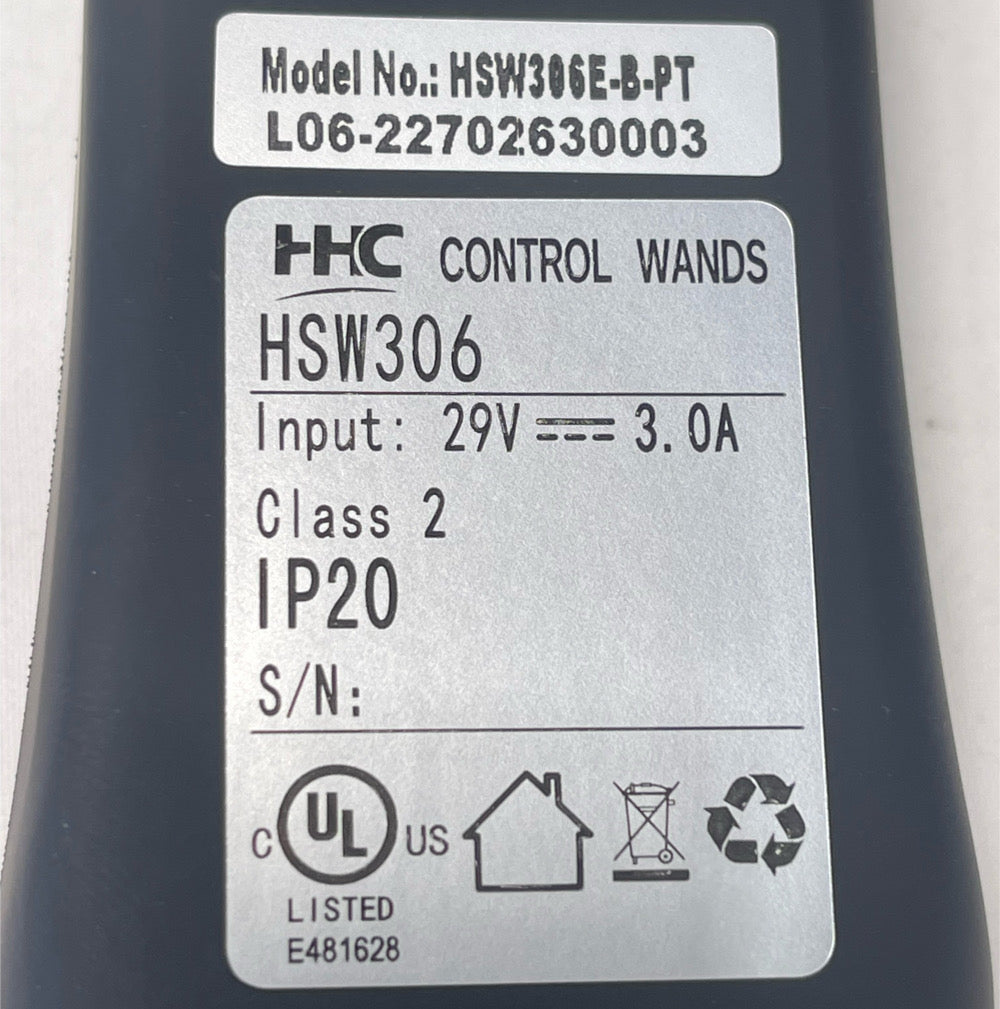 Model No.: HSW306E-B-PT
L06-22702630003
HHC CONTROL WANDS
HSW306
Input: 29V⎓3.0A
Class 2
IP20
S/N:
C UL US
LISTED
E481628